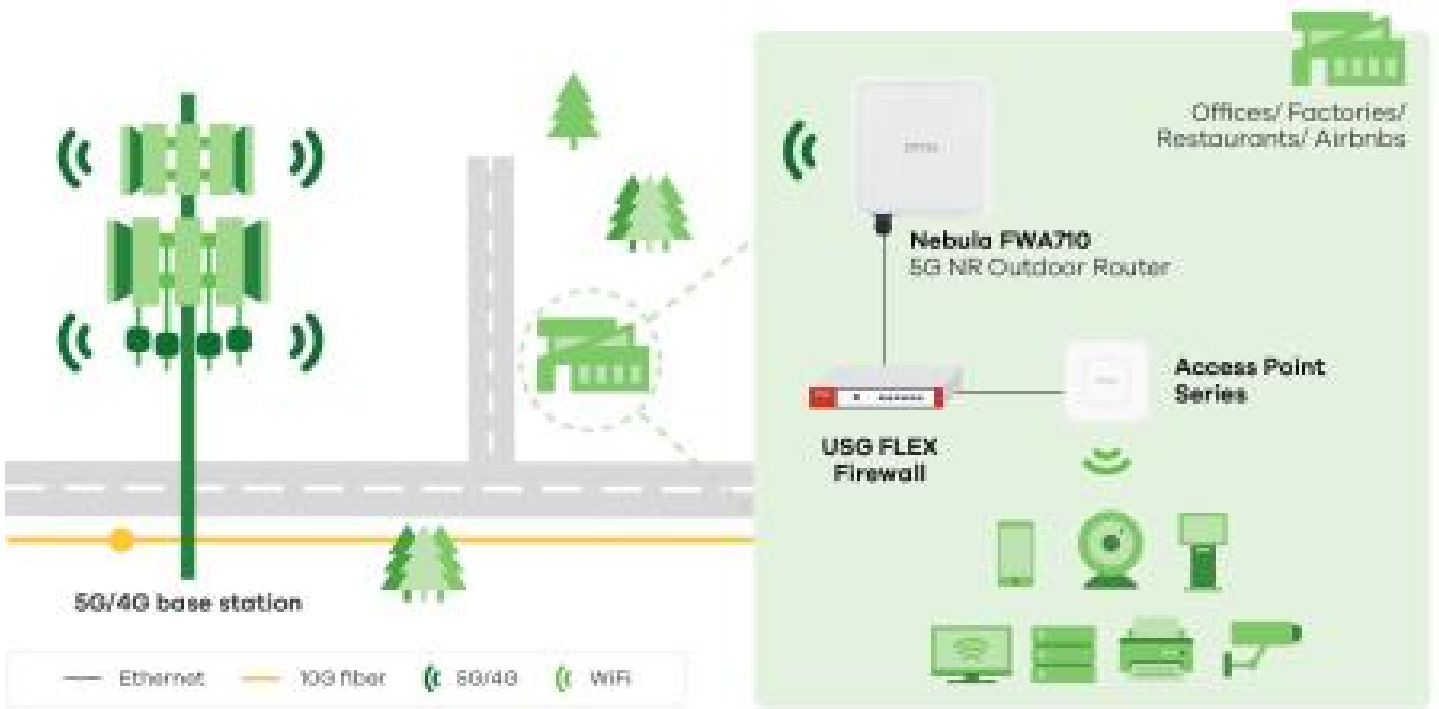 Offices/ Factories/
Restaurants/ Airbnbs
Nebula FWA710
5G NR Outdoor Router
Access Point
Series
USG FLEX
Firewall
5G/4G base station
Ethernet
10G fiber
5G/4G
WiFi